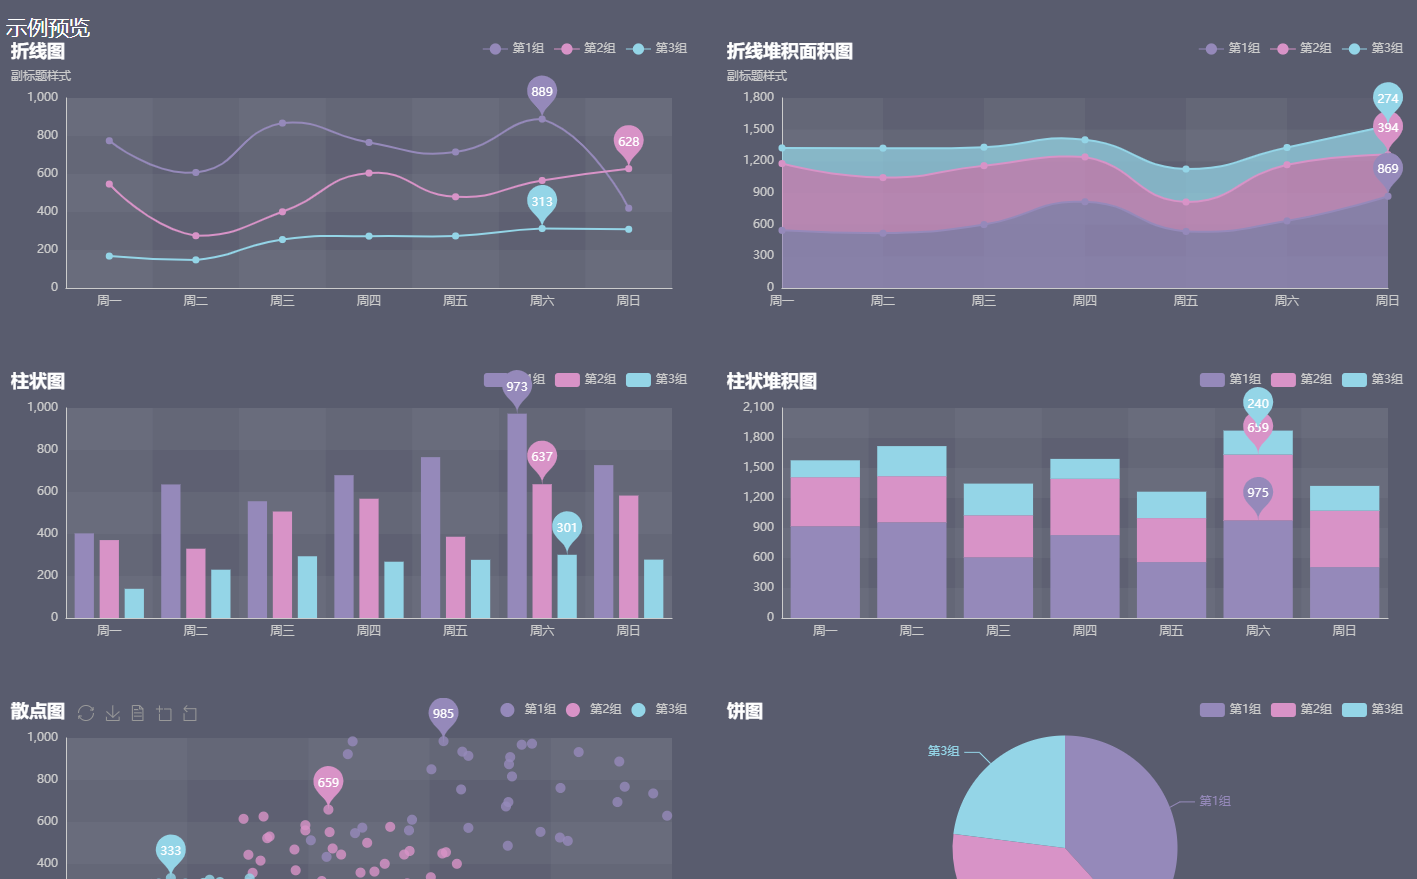 示例预览
折线图
第1组 第2组 第3组
副标题样式
1,000
800
600
400
200
0
889
628
313
周一 周二 周三 周四 周五 周六 周日
折线堆积面积图
第1组 第2组 第3组
副标题样式
1,800
1,500
1,200
900
600
300
0
274
394
869
周一 周二 周三 周四 周五 周六 周日
柱状图
组 第2组 第3组
1,000
800
600
400
200
0
973
637
301
周一 周二 周三 周四 周五 周六 周日
柱状堆积图
第1组 第2组 第3组
2,100
1,800
1,500
1,200
900
600
300
0
240
659
975
周一 周二 周三 周四 周五 周六 周日
散点图
第1组 第2组 第3组
1,000
800
600
400
985
659
333
饼图
第1组 第2组 第3组
第3组
第1组